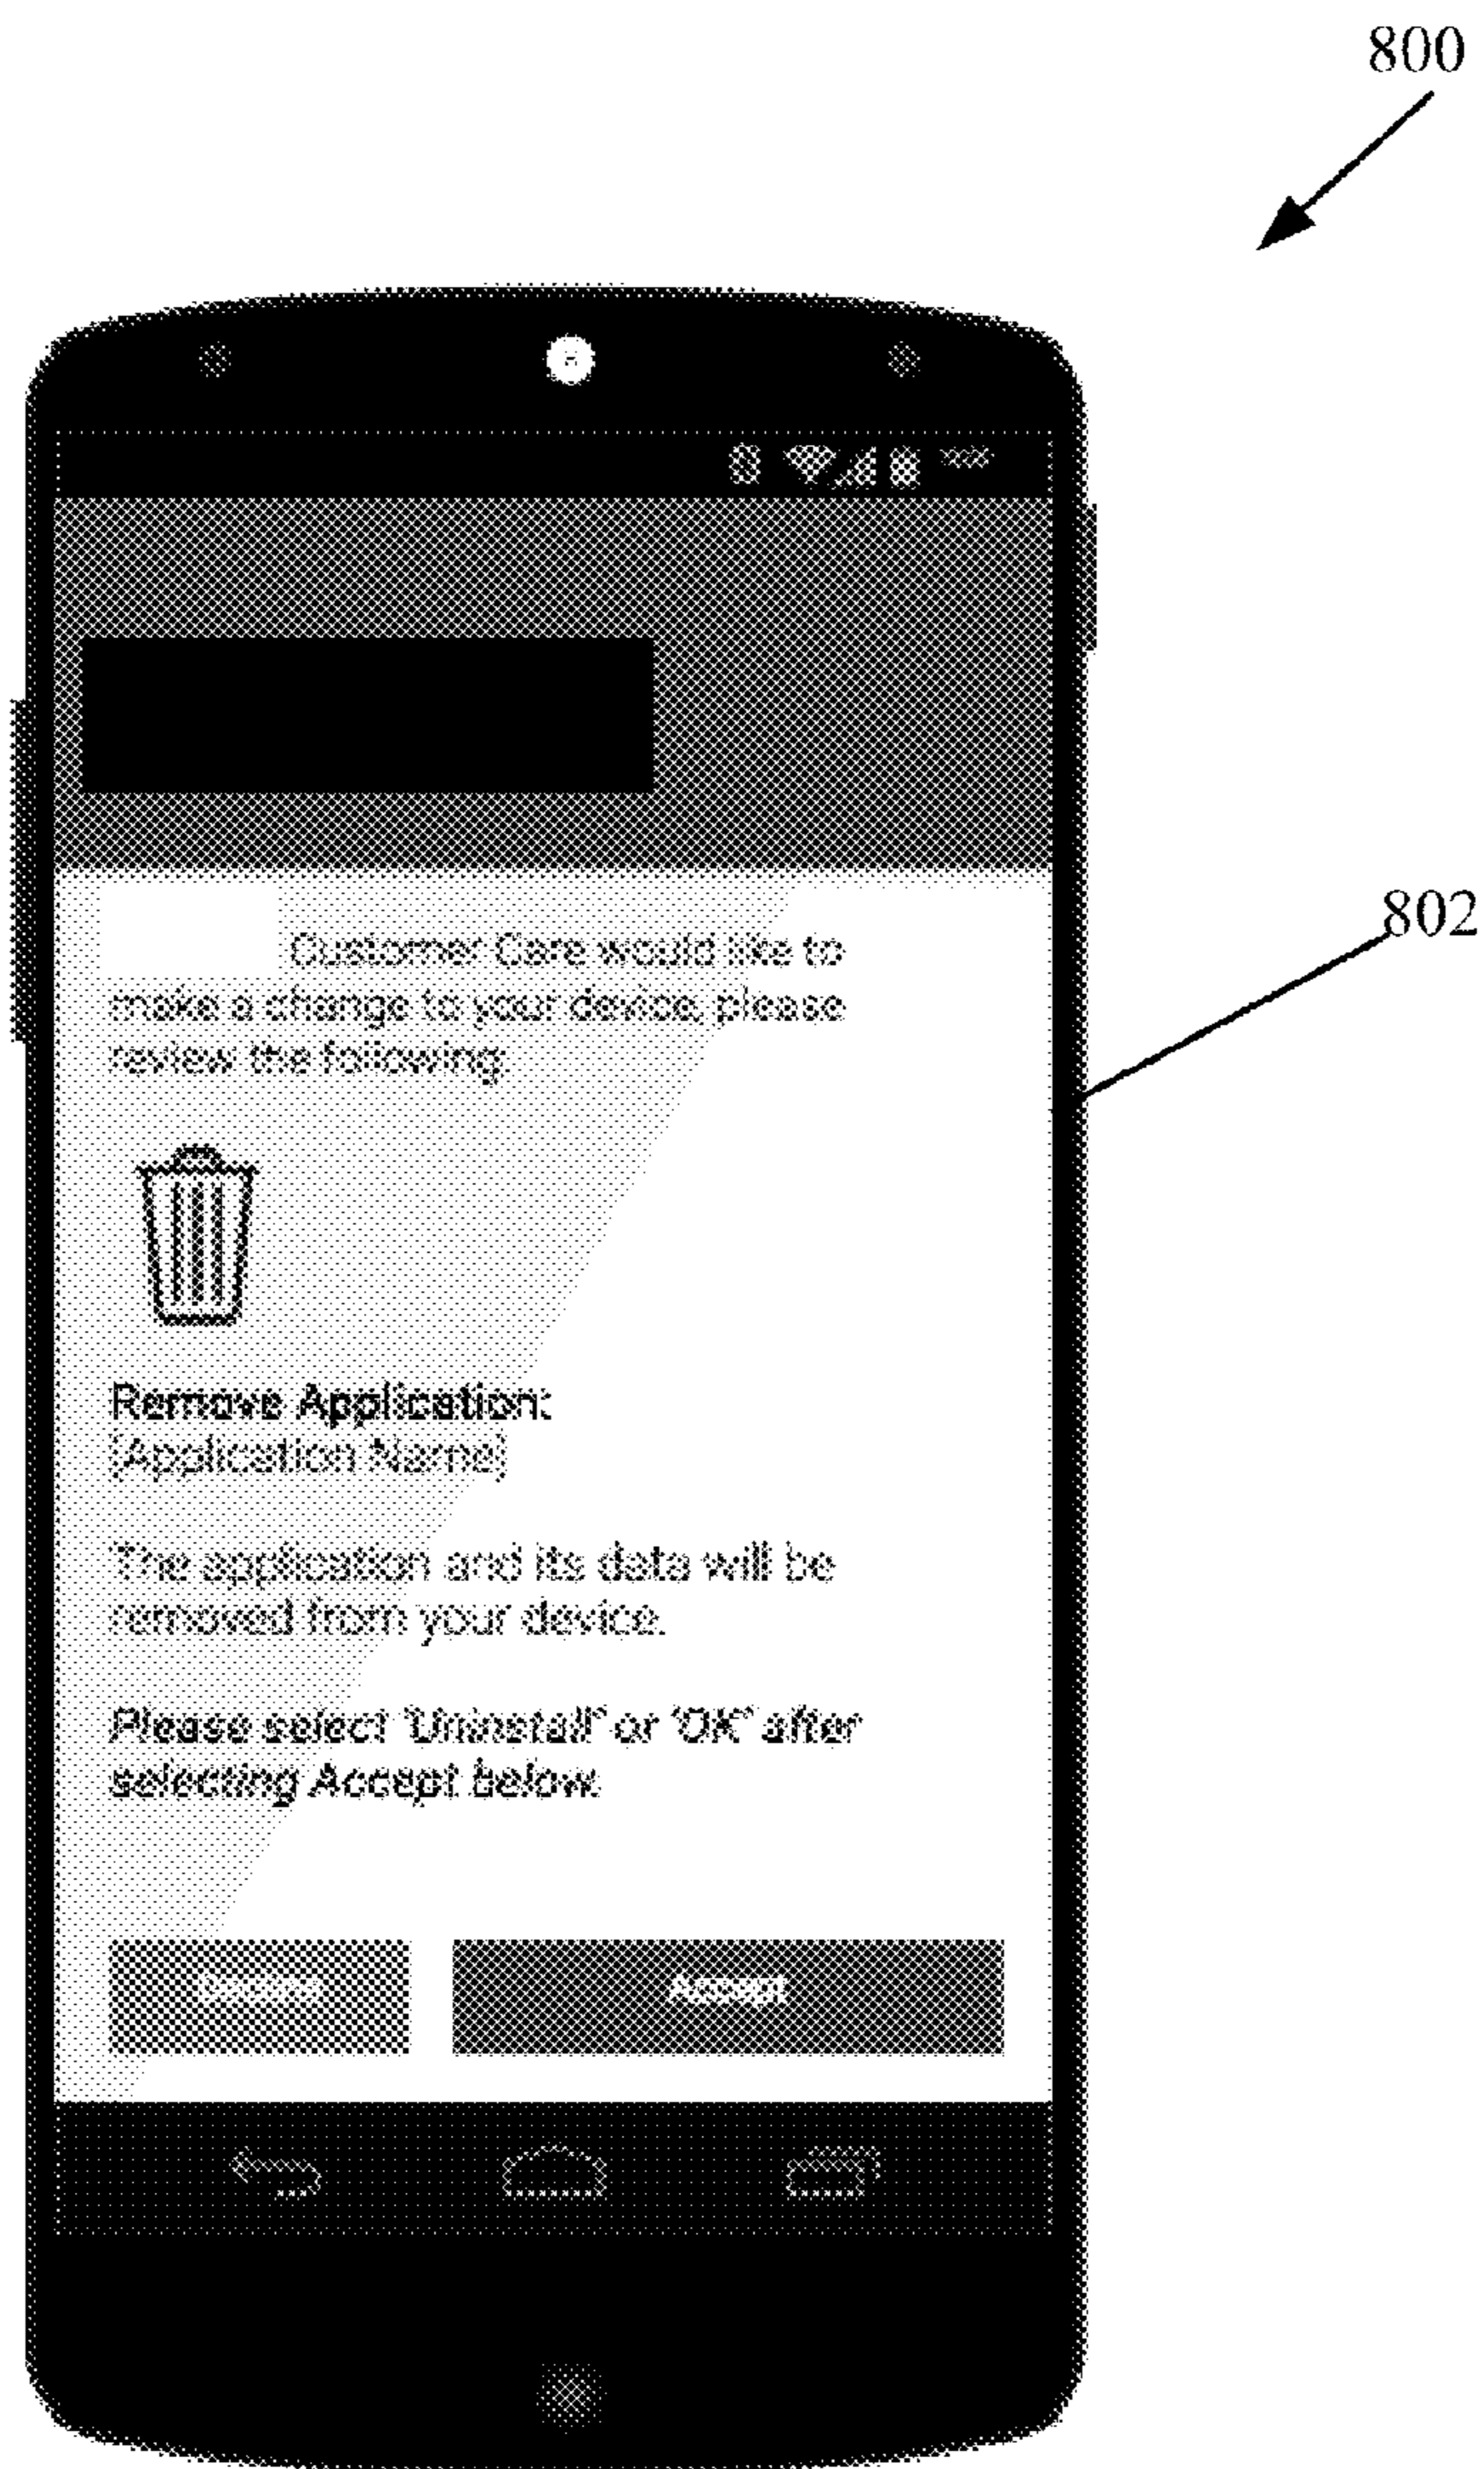 800
802
Customer Care would like to
make a change to your device, please
review the following:
Remove Application:
[Application Name]
The application and its data will be
removed from your device.
Please select 'Uninstall' or 'OK' after
selecting Accept below.
Decline
Accept